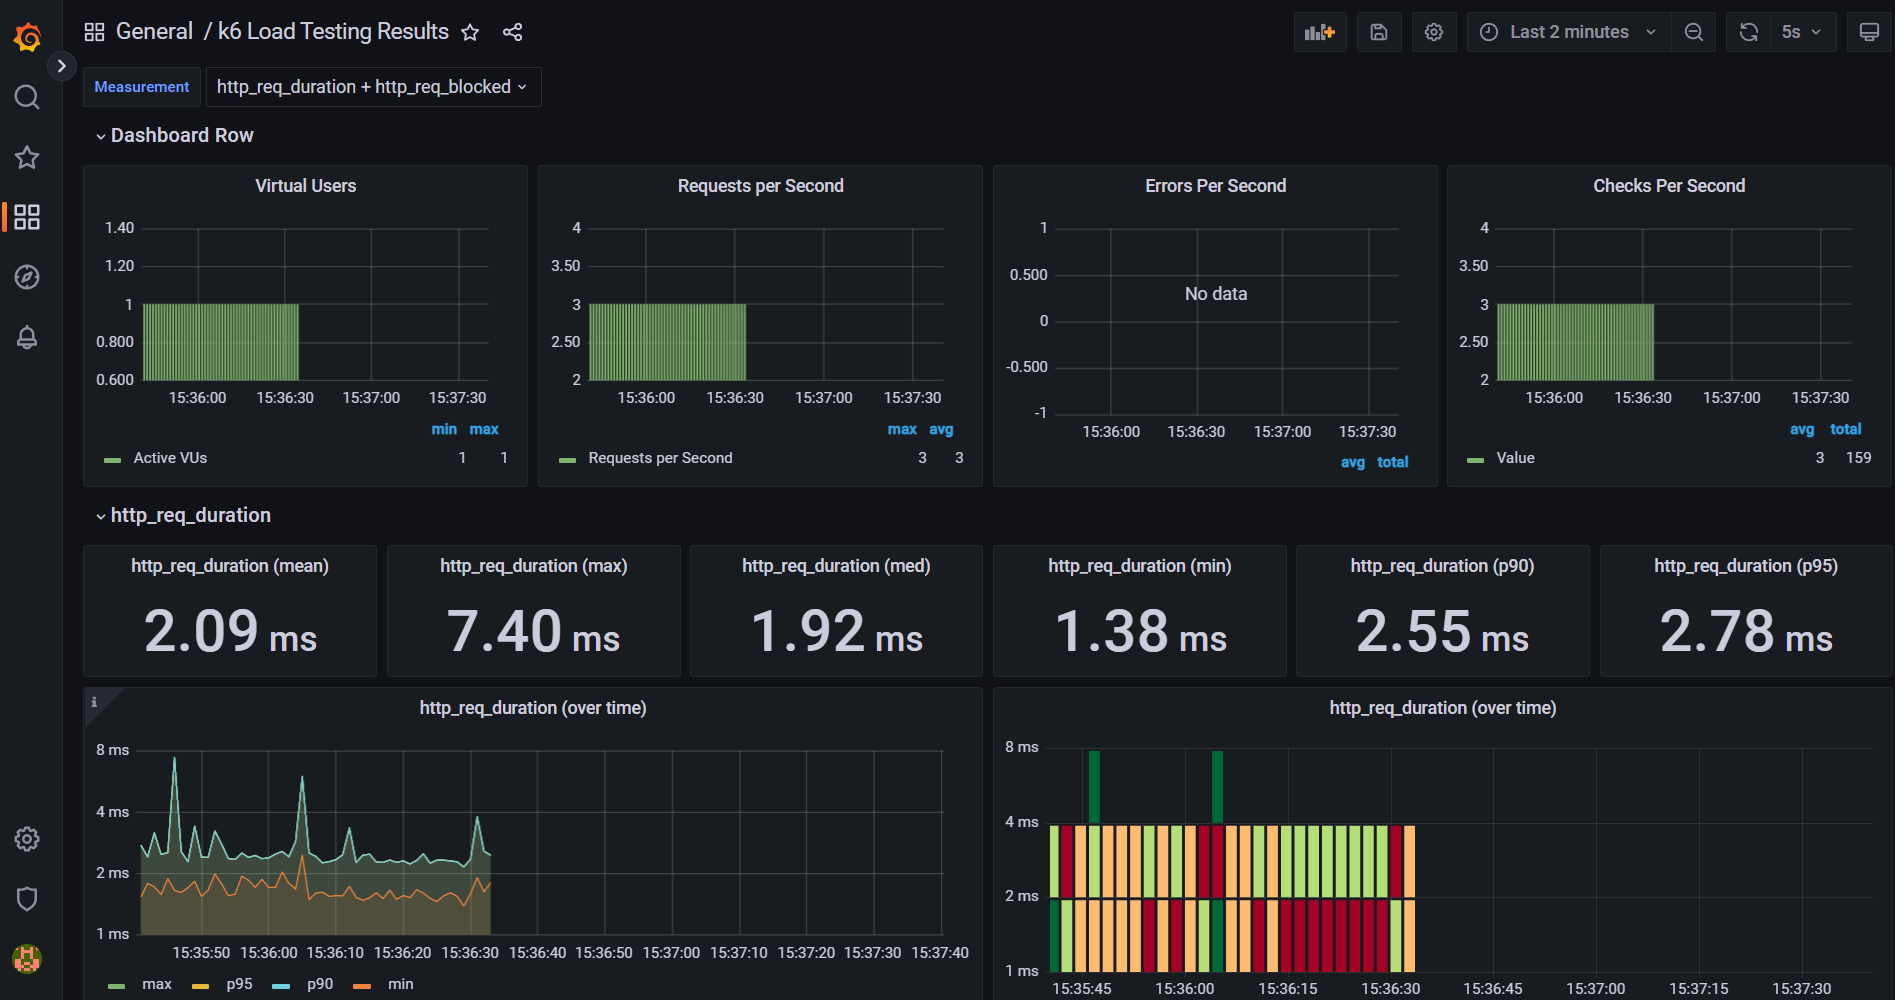 General / k6 Load Testing Results
Last 2 minutes
5s
Measurement
http_req_duration + http_req_blocked
Dashboard Row
Virtual Users
1.40
1.20
1
0.800
0.600
15:36:00 15:36:30 15:37:00 15:37:30
min max
Active VUs 1 1
Requests per Second
4
3.50
3
2.50
2
15:36:00 15:36:30 15:37:00 15:37:30
max avg
Requests per Second 3 3
Errors Per Second
1
0.500
0
-0.500
-1
No data
15:36:00 15:36:30 15:37:00 15:37:30
avg total
Checks Per Second
4
3.50
3
2.50
2
15:36:00 15:36:30 15:37:00 15:37:30
avg total
Value 3 159
http_req_duration
http_req_duration (mean)
2.09 ms
http_req_duration (max)
7.40 ms
http_req_duration (med)
1.92 ms
http_req_duration (min)
1.38 ms
http_req_duration (p90)
2.55 ms
http_req_duration (p95)
2.78 ms
i
http_req_duration (over time)
8 ms
4 ms
2 ms
1 ms
15:35:50 15:36:00 15:36:10 15:36:20 15:36:30 15:36:40 15:36:50 15:37:00 15:37:10 15:37:20 15:37:30 15:37:40
max p95 p90 min
http_req_duration (over time)
8 ms
4 ms
2 ms
1 ms
15:35:45 15:36:00 15:36:15 15:36:30 15:36:45 15:37:00 15:37:15 15:37:30